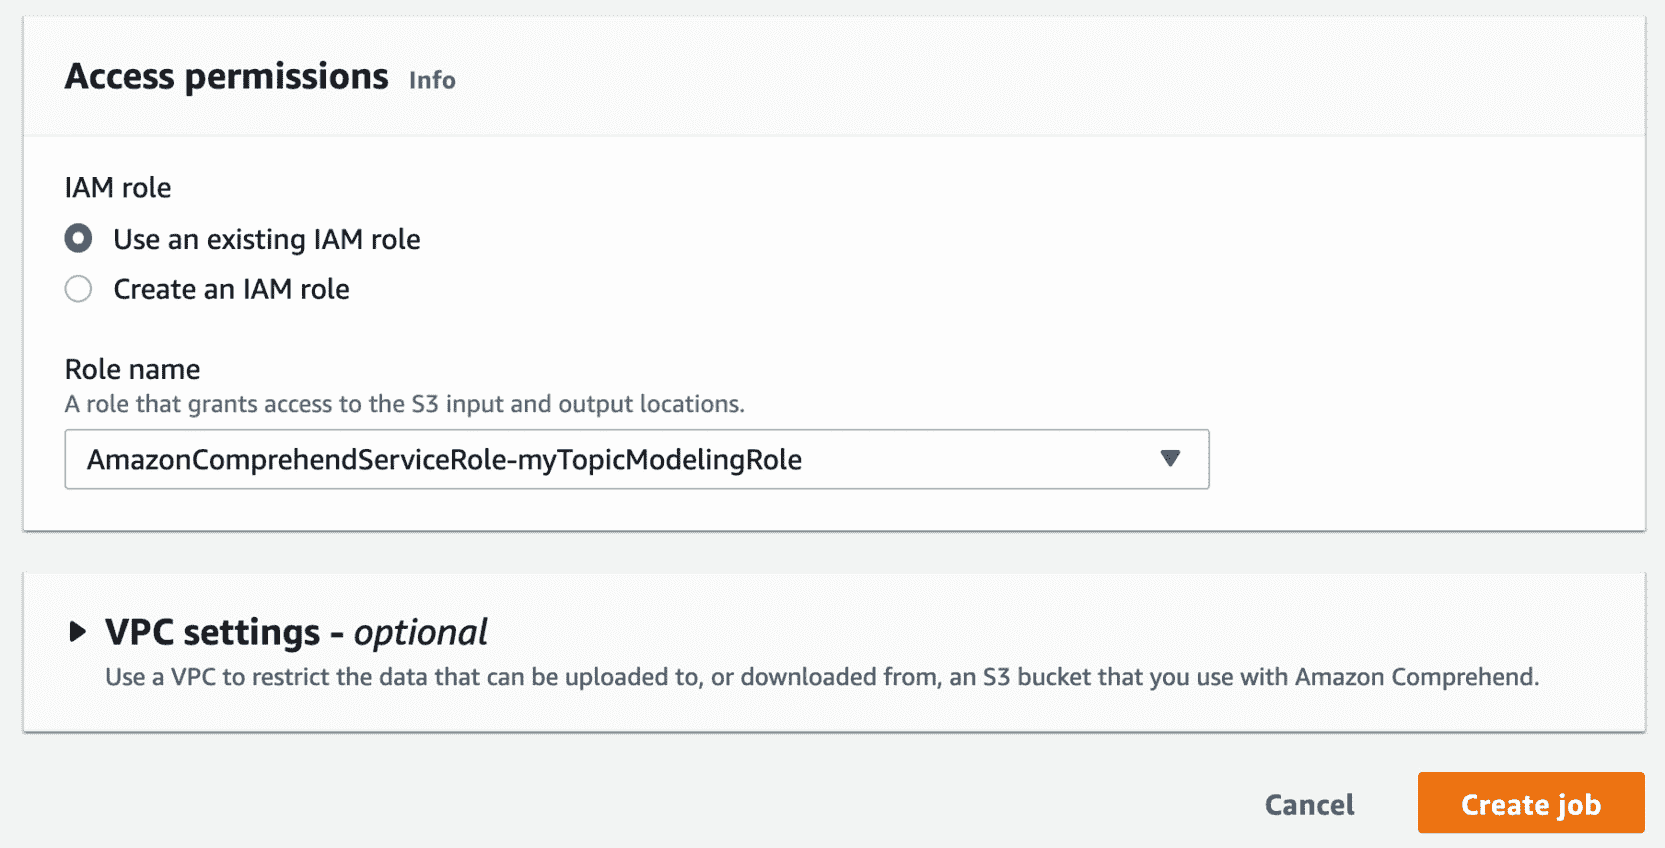 Access permissions Info
IAM role
Use an existing IAM role
Create an IAM role
Role name
A role that grants access to the S3 input and output locations.
AmazonComprehendServiceRole-myTopicModelingRole
VPC settings - optional
Use a VPC to restrict the data that can be uploaded to, or downloaded from, an S3 bucket that you use with Amazon Comprehend.
Cancel Create job